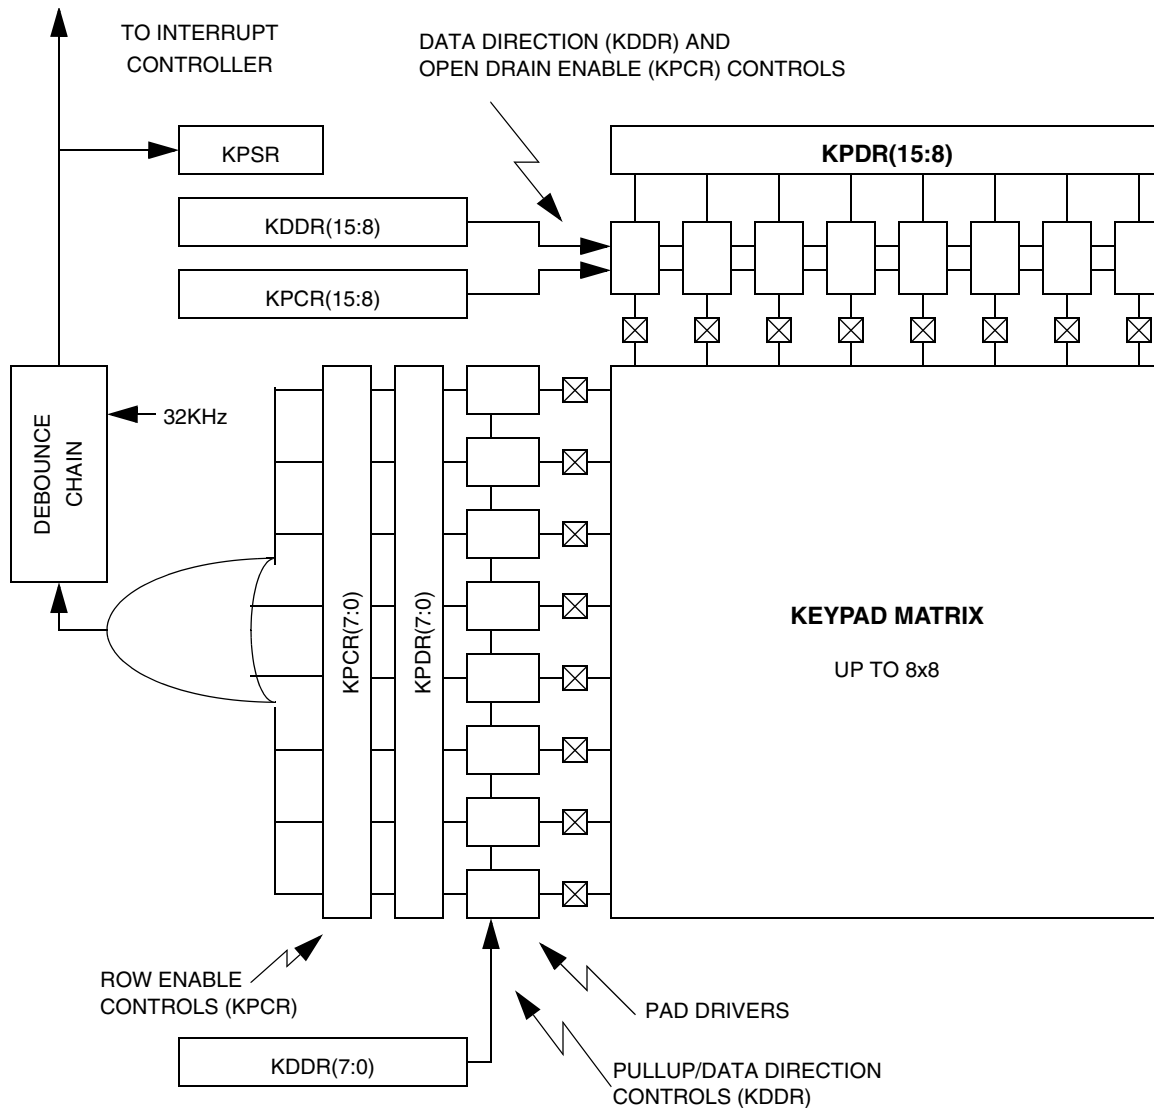 TO INTERRUPT
CONTROLLER
DATA DIRECTION (KDDR) AND
OPEN DRAIN ENABLE (KPCR) CONTROLS
KPSR
KPDR(15:8)
KDDR(15:8)
KPCR(15:8)
DEBOUNCE
CHAIN
32KHz
KPCR(7:0)
KPDR(7:0)
KEYPAD MATRIX
UP TO 8x8
ROW ENABLE
CONTROLS (KPCR)
PAD DRIVERS
KDDR(7:0)
PULLUP/DATA DIRECTION
CONTROLS (KDDR)